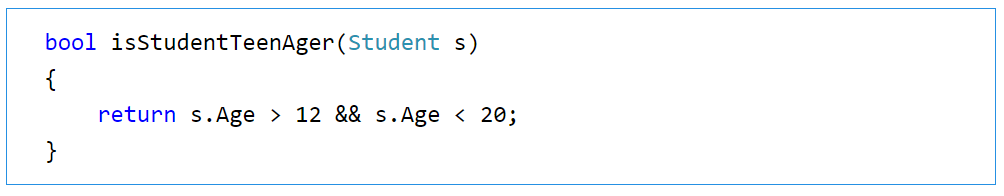 bool isStudentTeenAger(Student s)
{
    return s.Age > 12 && s.Age < 20;
}